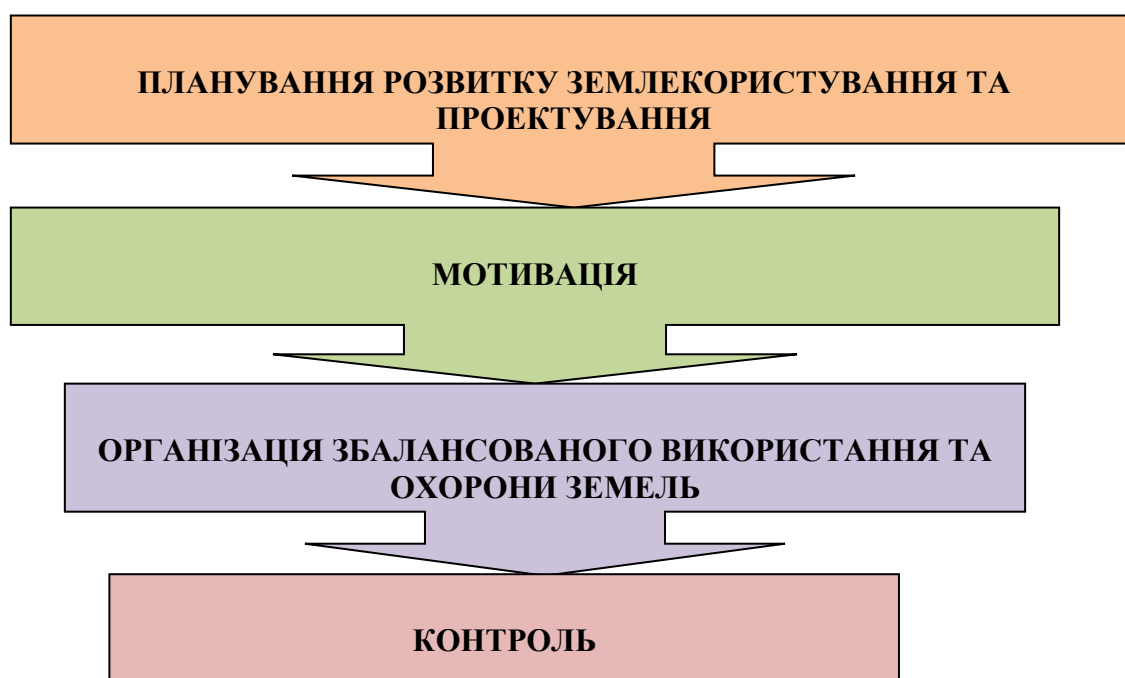 ПЛАНУВАННЯ РОЗВИТКУ ЗЕМЛЕКОРИСТУВАННЯ ТА
ПРОЕКТУВАННЯ
МОТИВАЦІЯ
ОРГАНІЗАЦІЯ ЗБАЛАНСОВАНОГО ВИКОРИСТАННЯ ТА
ОХОРОНИ ЗЕМЕЛЬ
КОНТРОЛЬ